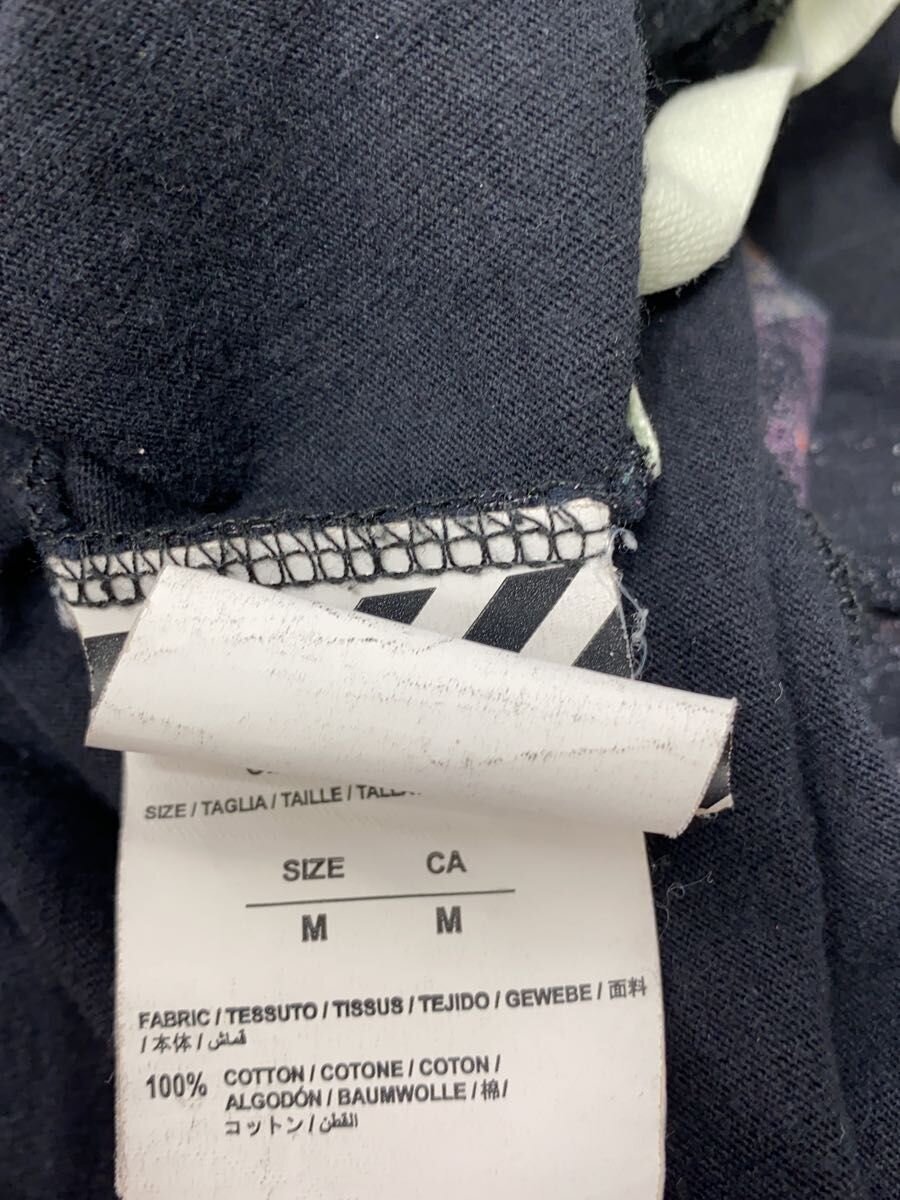 SIZE / TAGLIA / TAILLE /
SIZE CA
M M
FABRIC / TESSUTO / TISSUS / TEJIDO / GEWEBE / 面料
/ 本体 / قماش
100% COTTON / COTONE / COTON /
ALGODÓN / BAUMWOLLE / 棉 /
コットン / القطن